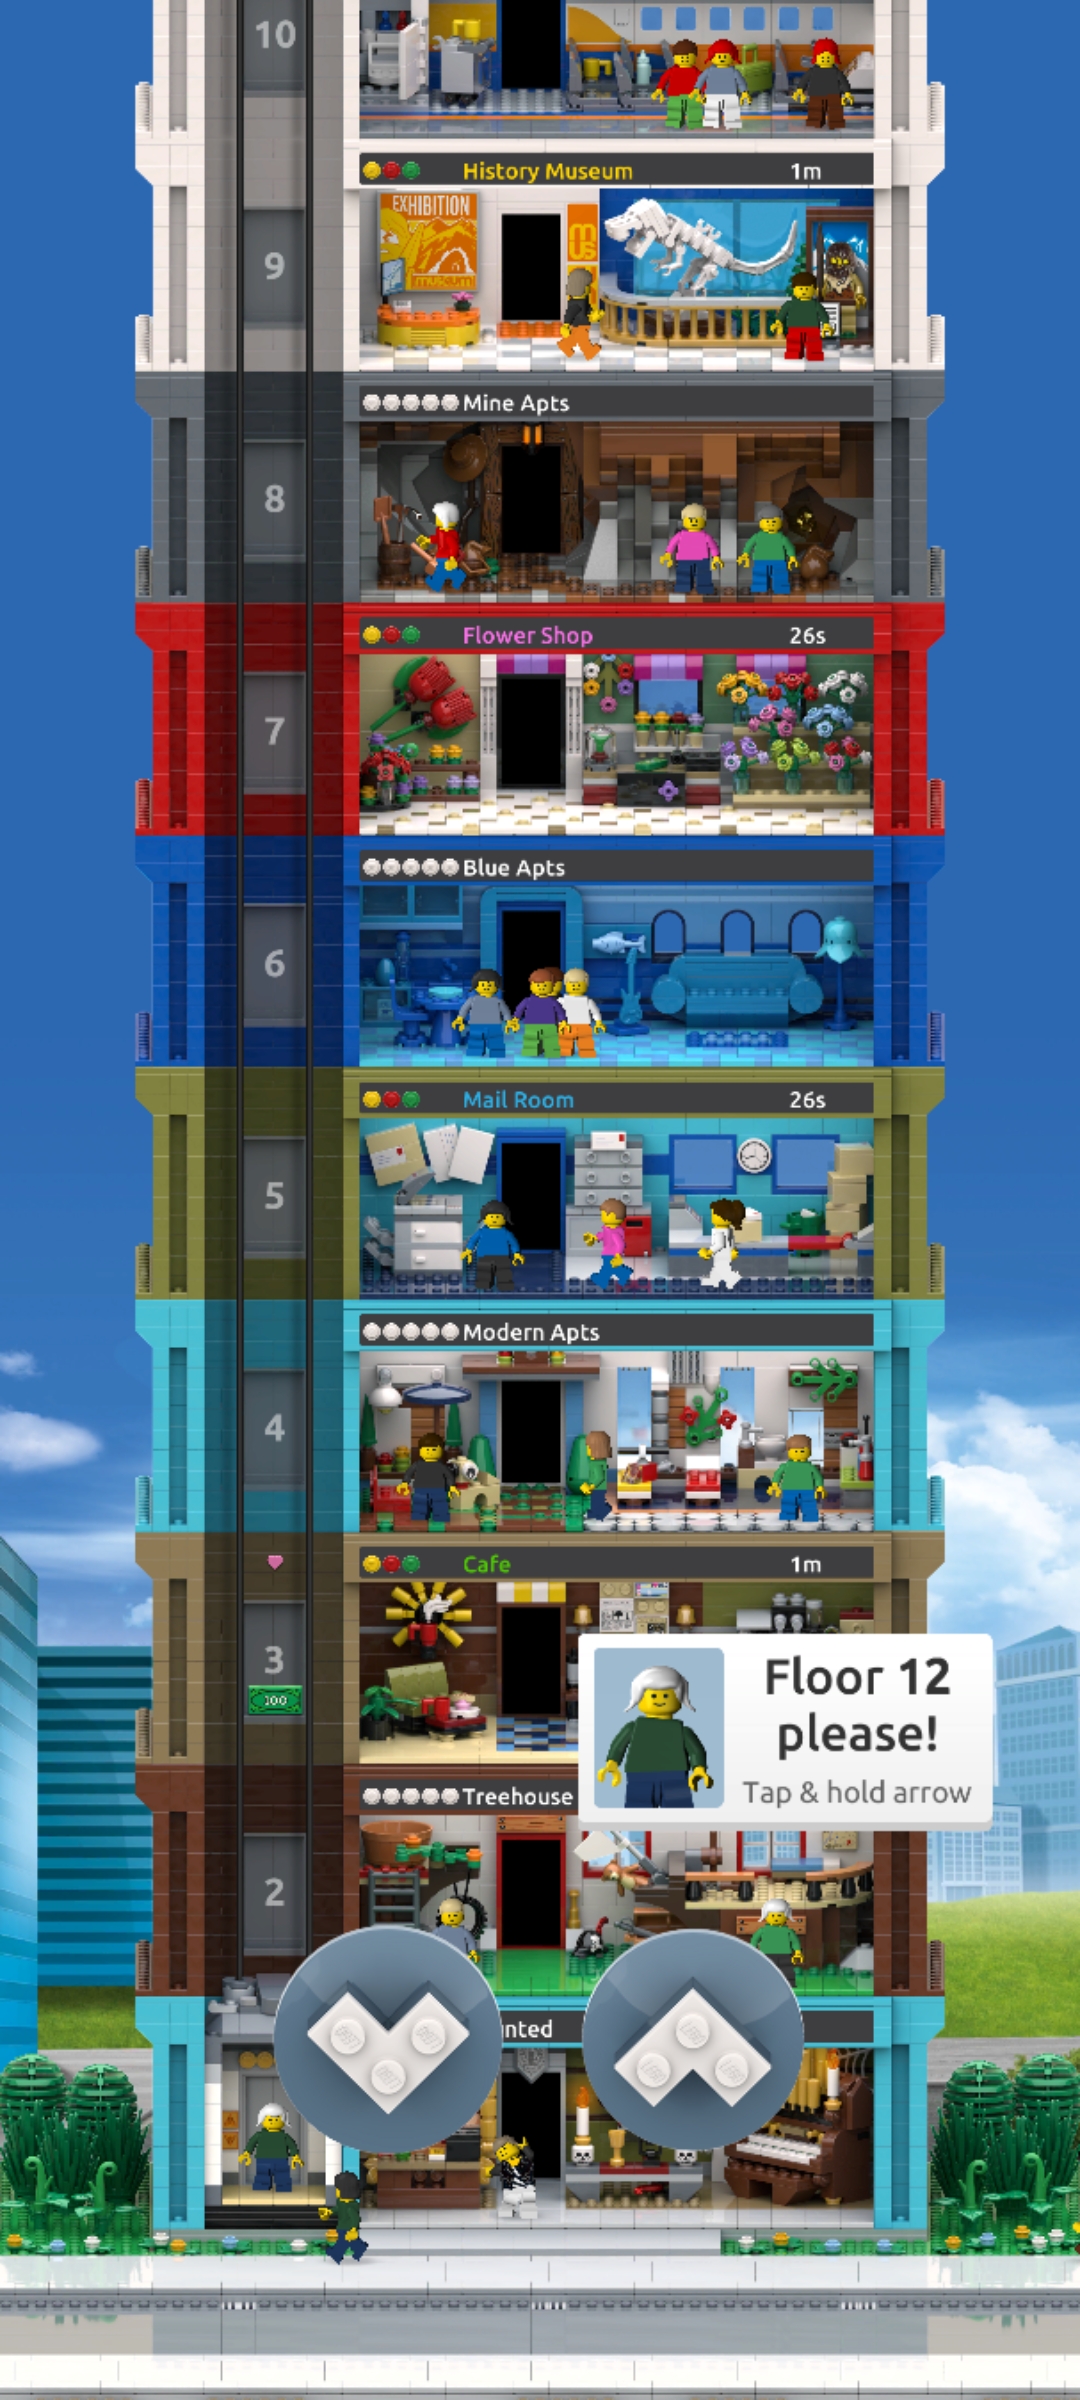 10
History Museum 1m
EXHIBITION
museum
9
Mine Apts
8
Flower Shop 26s
7
Blue Apts
6
Mail Room 26s
5
Modern Apts
4
Cafe 1m
3
100
Floor 12
please!
Tap & hold arrow
Treehouse
2
nted